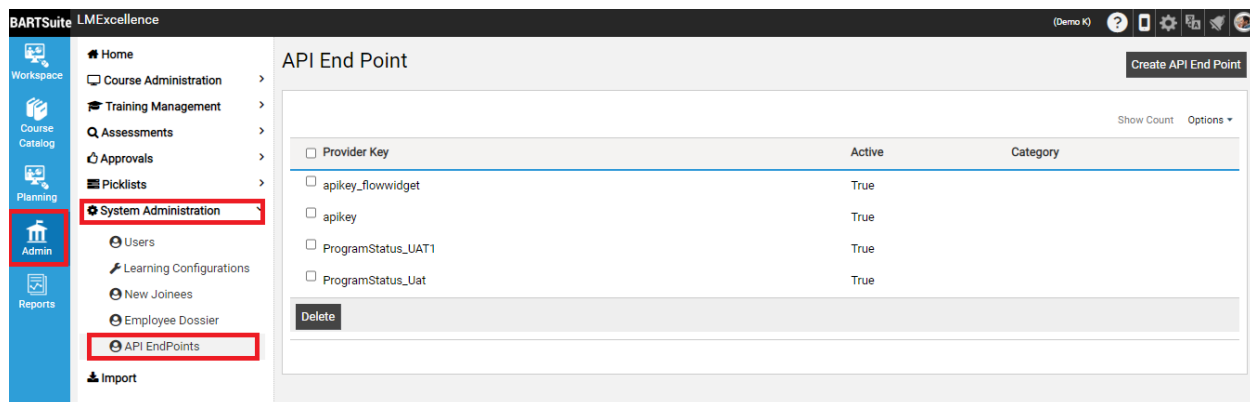 BARTSuite LMExcellence
(Demo K)
Workspace
Course Catalog
Planning
Admin
Reports
Home
Course Administration
Training Management
Assessments
Approvals
Picklists
System Administration
Users
Learning Configurations
New Joinees
Employee Dossier
API EndPoints
Import
API End Point
Create API End Point
Show Count Options
Provider Key Active Category
apikey_flowwidget True
apikey True
ProgramStatus_UAT1 True
ProgramStatus_Uat True
Delete